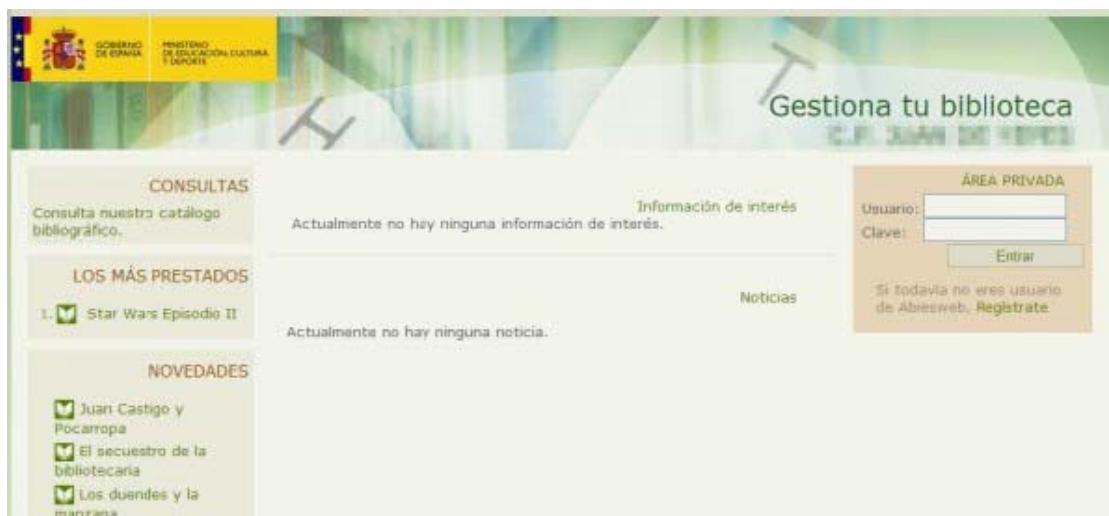 GOBIERNO
DE ESPAÑA
MINISTERIO
DE EDUCACIÓN, CULTURA
Y DEPORTE
H
T
Gestiona tu biblioteca
CONSULTAS
Consulta nuestro catálogo
bibliográfico.
LOS MÁS PRESTADOS
1. Star Wars Episodio II
NOVEDADES
Juan Castigo y
Pocarropa
El secuestro de la
bibliotecaria
Los duendes y la
manzana
Información de interés
Actualmente no hay ninguna información de interés.
Noticias
Actualmente no hay ninguna noticia.
ÁREA PRIVADA
Usuario:
Clave:
Entrar
Si todavía no eres usuario
de Abiesweb, Regístrate